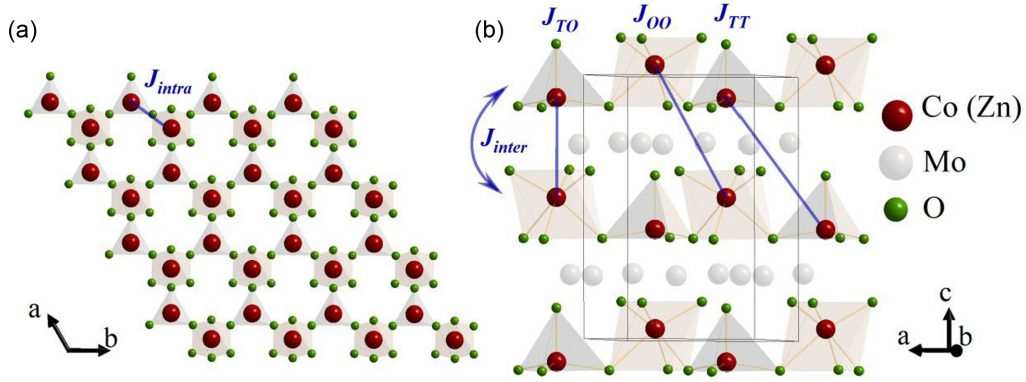 (a)
J_intra
a
b
(b)
J_TO
J_OO
J_TT
J_inter
Co (Zn)
Mo
O
c
a
b